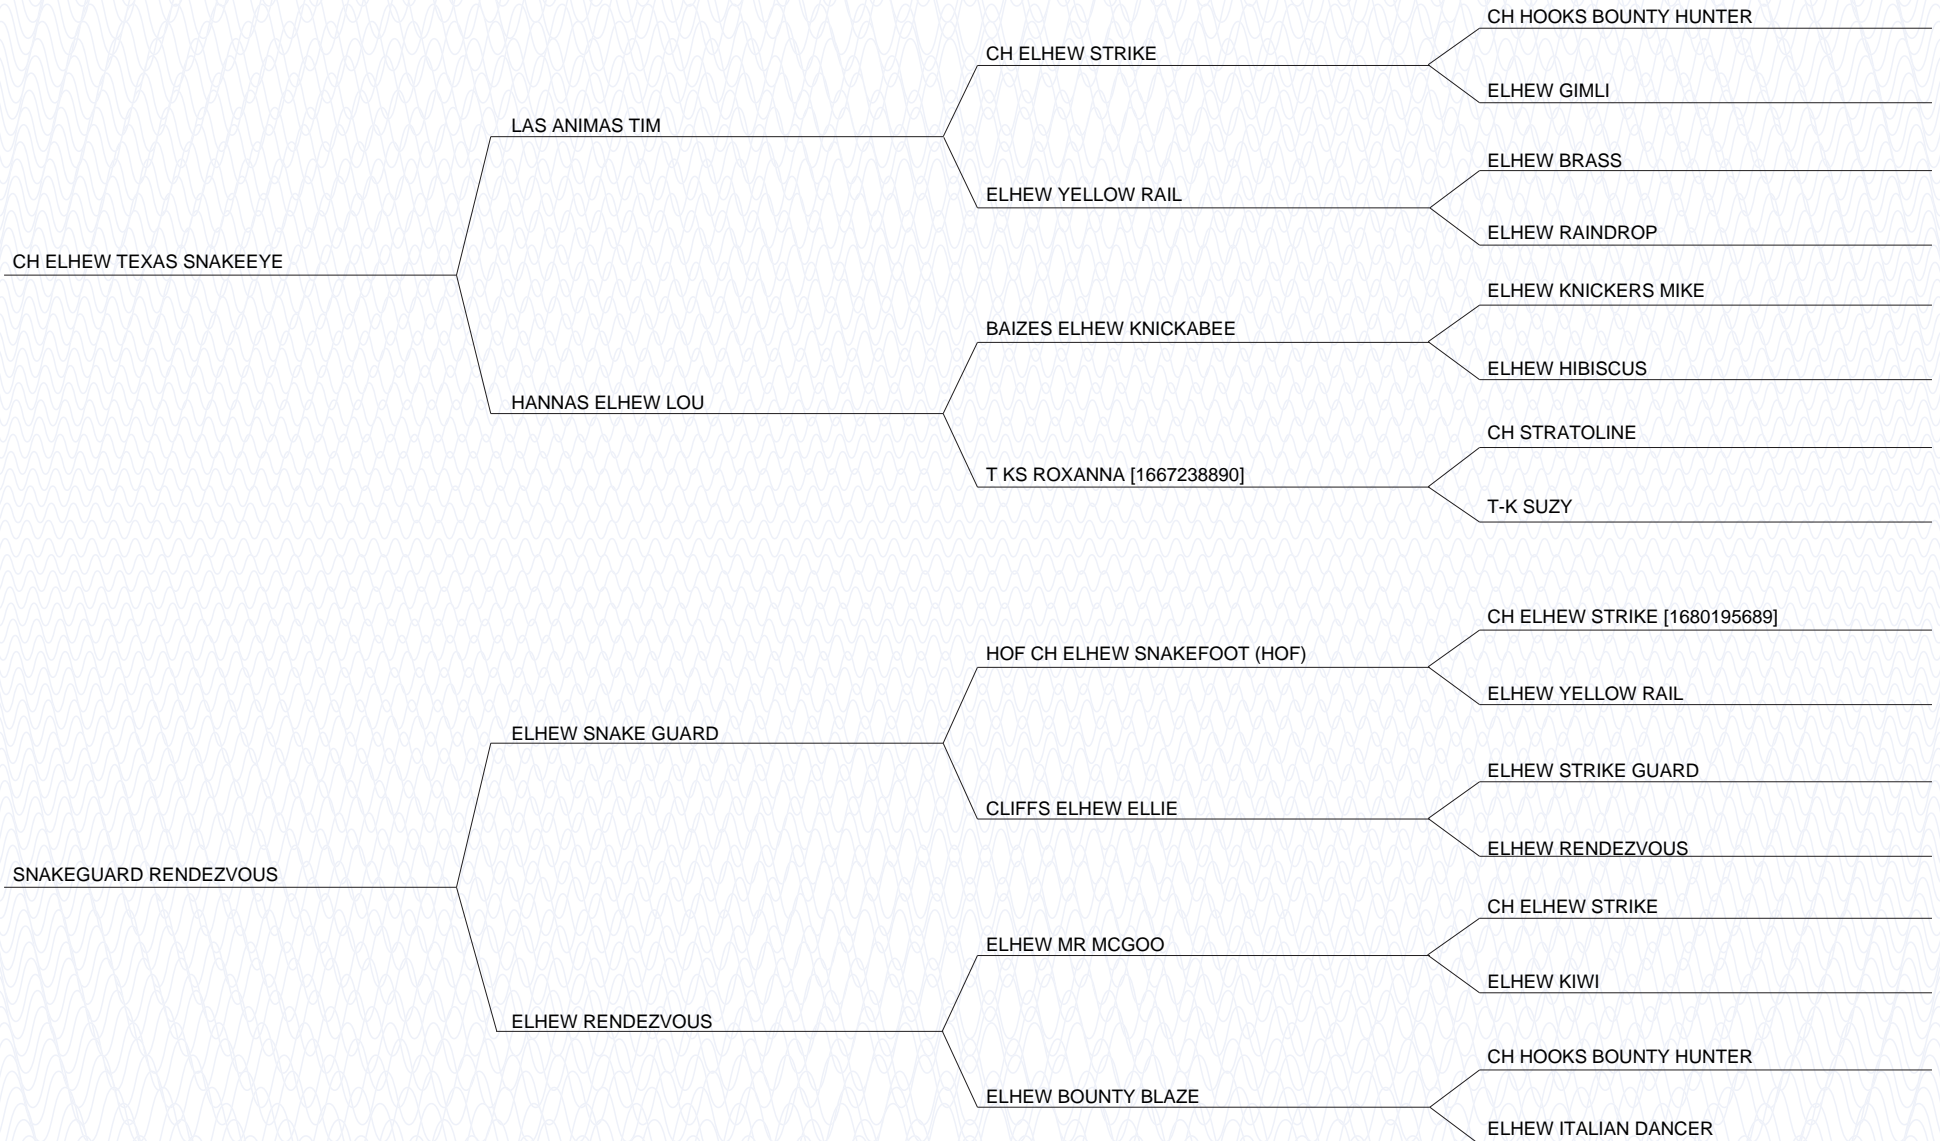 CH HOOKS BOUNTY HUNTER
CH ELHEW STRIKE
ELHEW GIMLI
LAS ANIMAS TIM
ELHEW BRASS
ELHEW YELLOW RAIL
ELHEW RAINDROP
CH ELHEW TEXAS SNAKEEYE
ELHEW KNICKERS MIKE
BAIZES ELHEW KNICKABEE
ELHEW HIBISCUS
HANNAS ELHEW LOU
CH STRATOLINE
T KS ROXANNA [1667238890]
T-K SUZY
CH ELHEW STRIKE [1680195689]
HOF CH ELHEW SNAKEFOOT (HOF)
ELHEW YELLOW RAIL
ELHEW SNAKE GUARD
ELHEW STRIKE GUARD
CLIFFS ELHEW ELLIE
ELHEW RENDEZVOUS
SNAKEGUARD RENDEZVOUS
CH ELHEW STRIKE
ELHEW MR MCGOO
ELHEW KIWI
ELHEW RENDEZVOUS
CH HOOKS BOUNTY HUNTER
ELHEW BOUNTY BLAZE
ELHEW ITALIAN DANCER